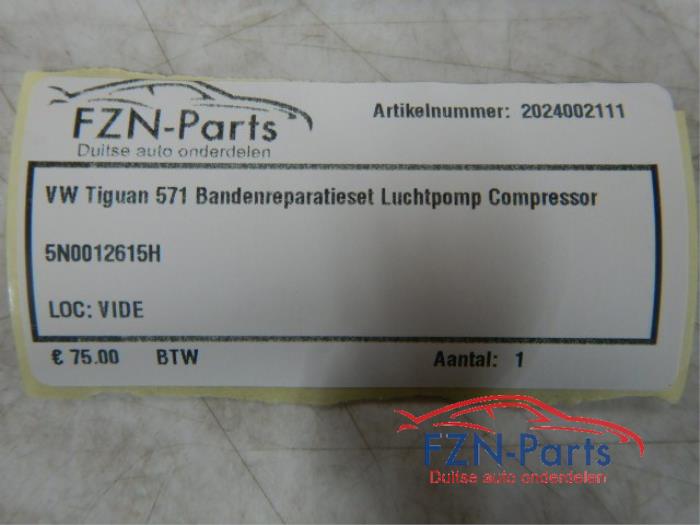 FZN-Parts
Duitse auto onderdelen
Artikelnummer: 2024002111
VW Tiguan 571 Bandenreparatieset Luchtpomp Compressor
5N0012615H
LOC: VIDE
€ 75.00 BTW Aantal: 1
FZN-Parts
Duitse auto onderdelen